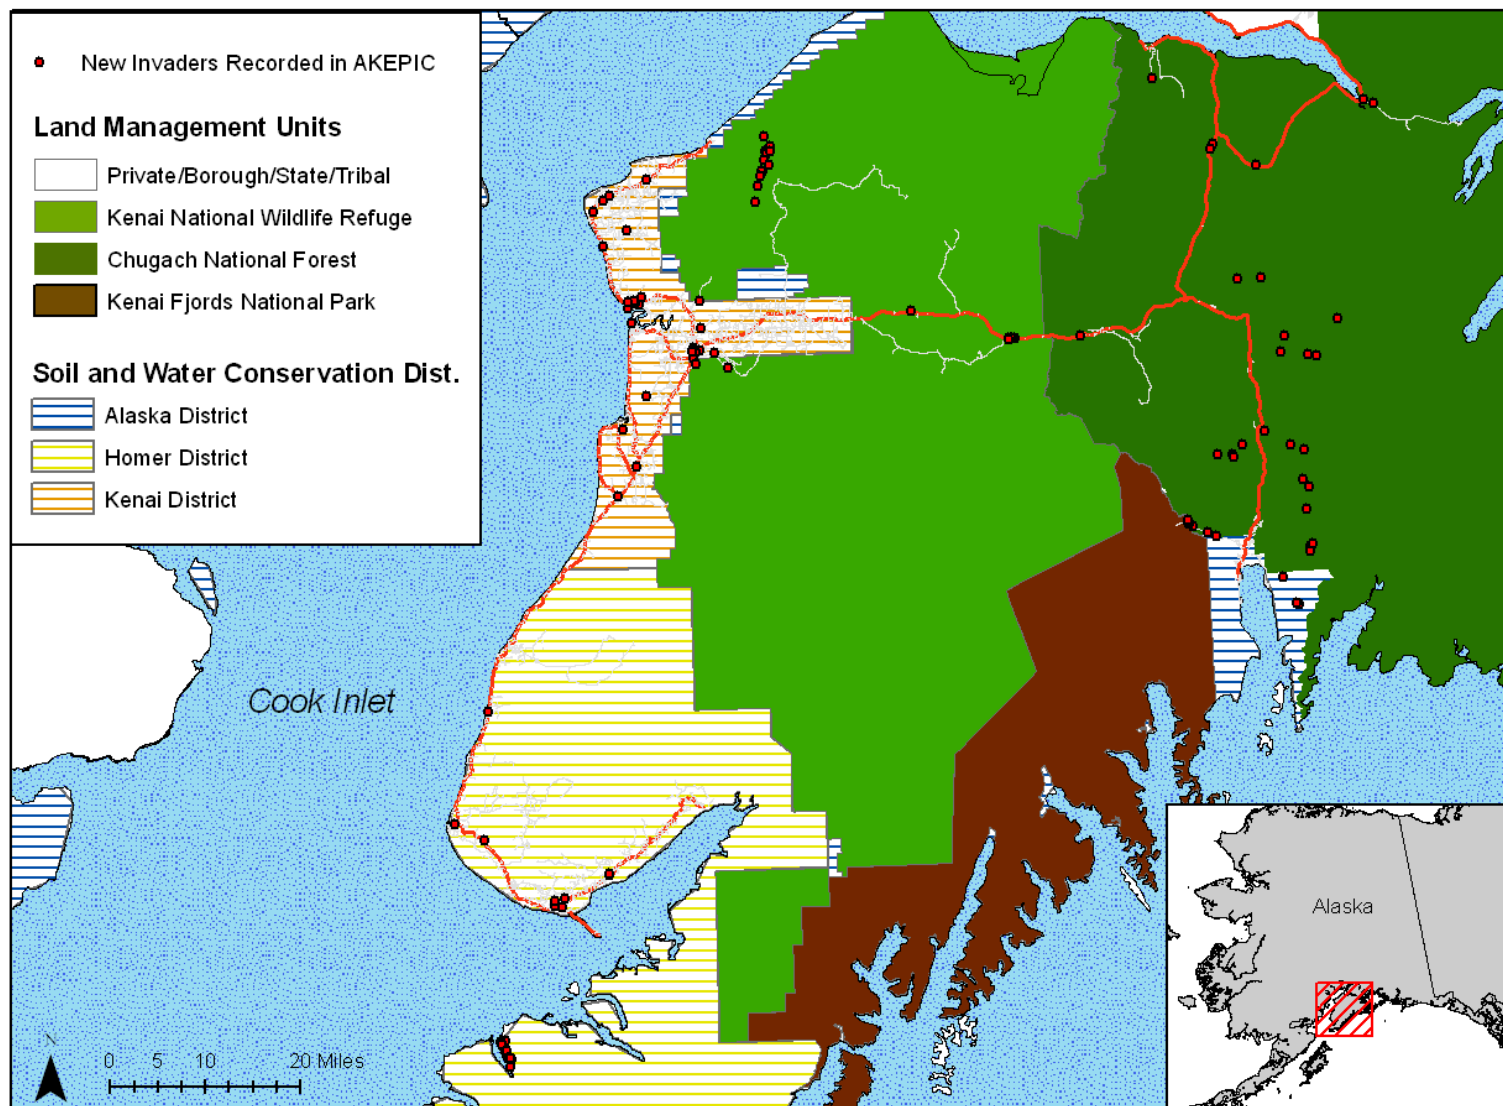 New Invaders Recorded in AKEPIC
Land Management Units
Private/Borough/State/Tribal
Kenai National Wildlife Refuge
Chugach National Forest
Kenai Fjords National Park
Soil and Water Conservation Dist.
Alaska District
Homer District
Kenai District
Cook Inlet
Alaska
N
0 5 10 20 Miles